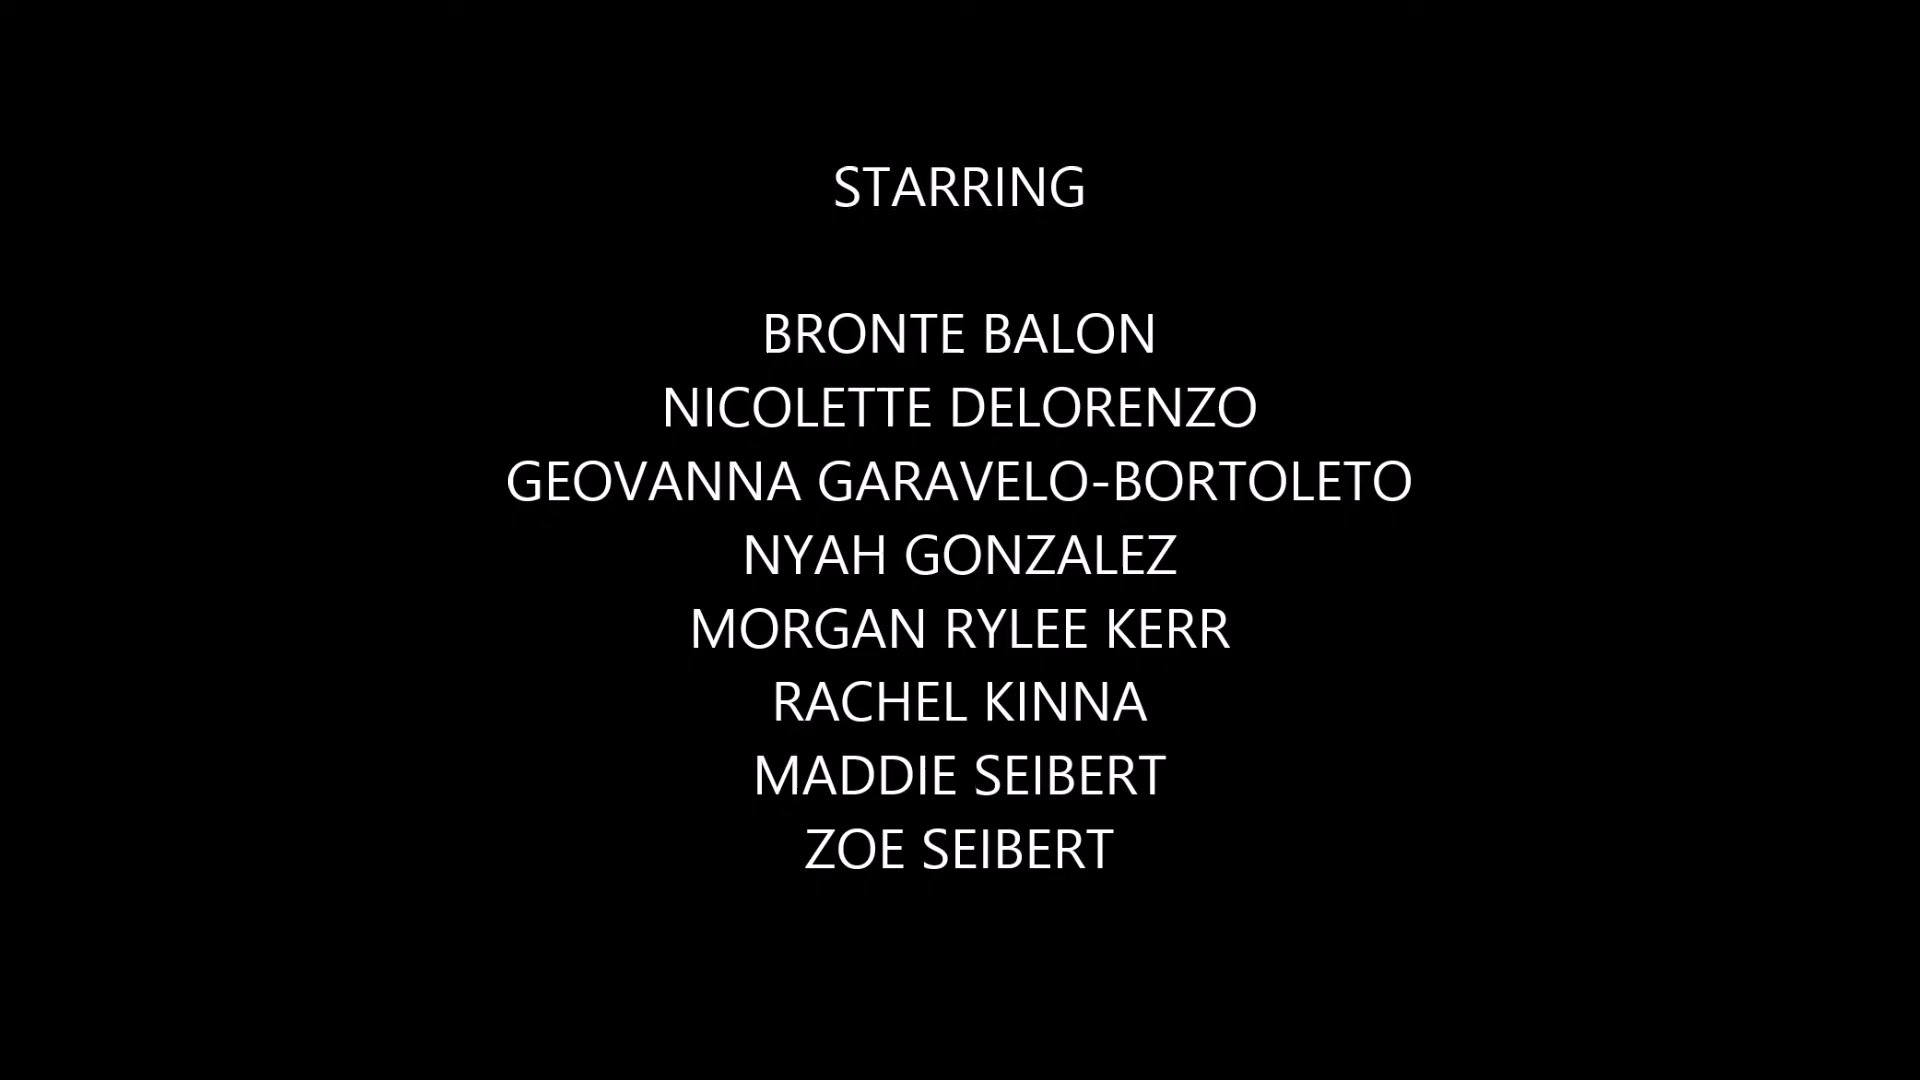 STARRING
BRONTE BALON
NICOLETTE DELORENZO
GEOVANNA GARAVELO-BORTOLETO
NYAH GONZALEZ
MORGAN RYLEE KERR
RACHEL KINNA
MADDIE SEIBERT
ZOE SEIBERT